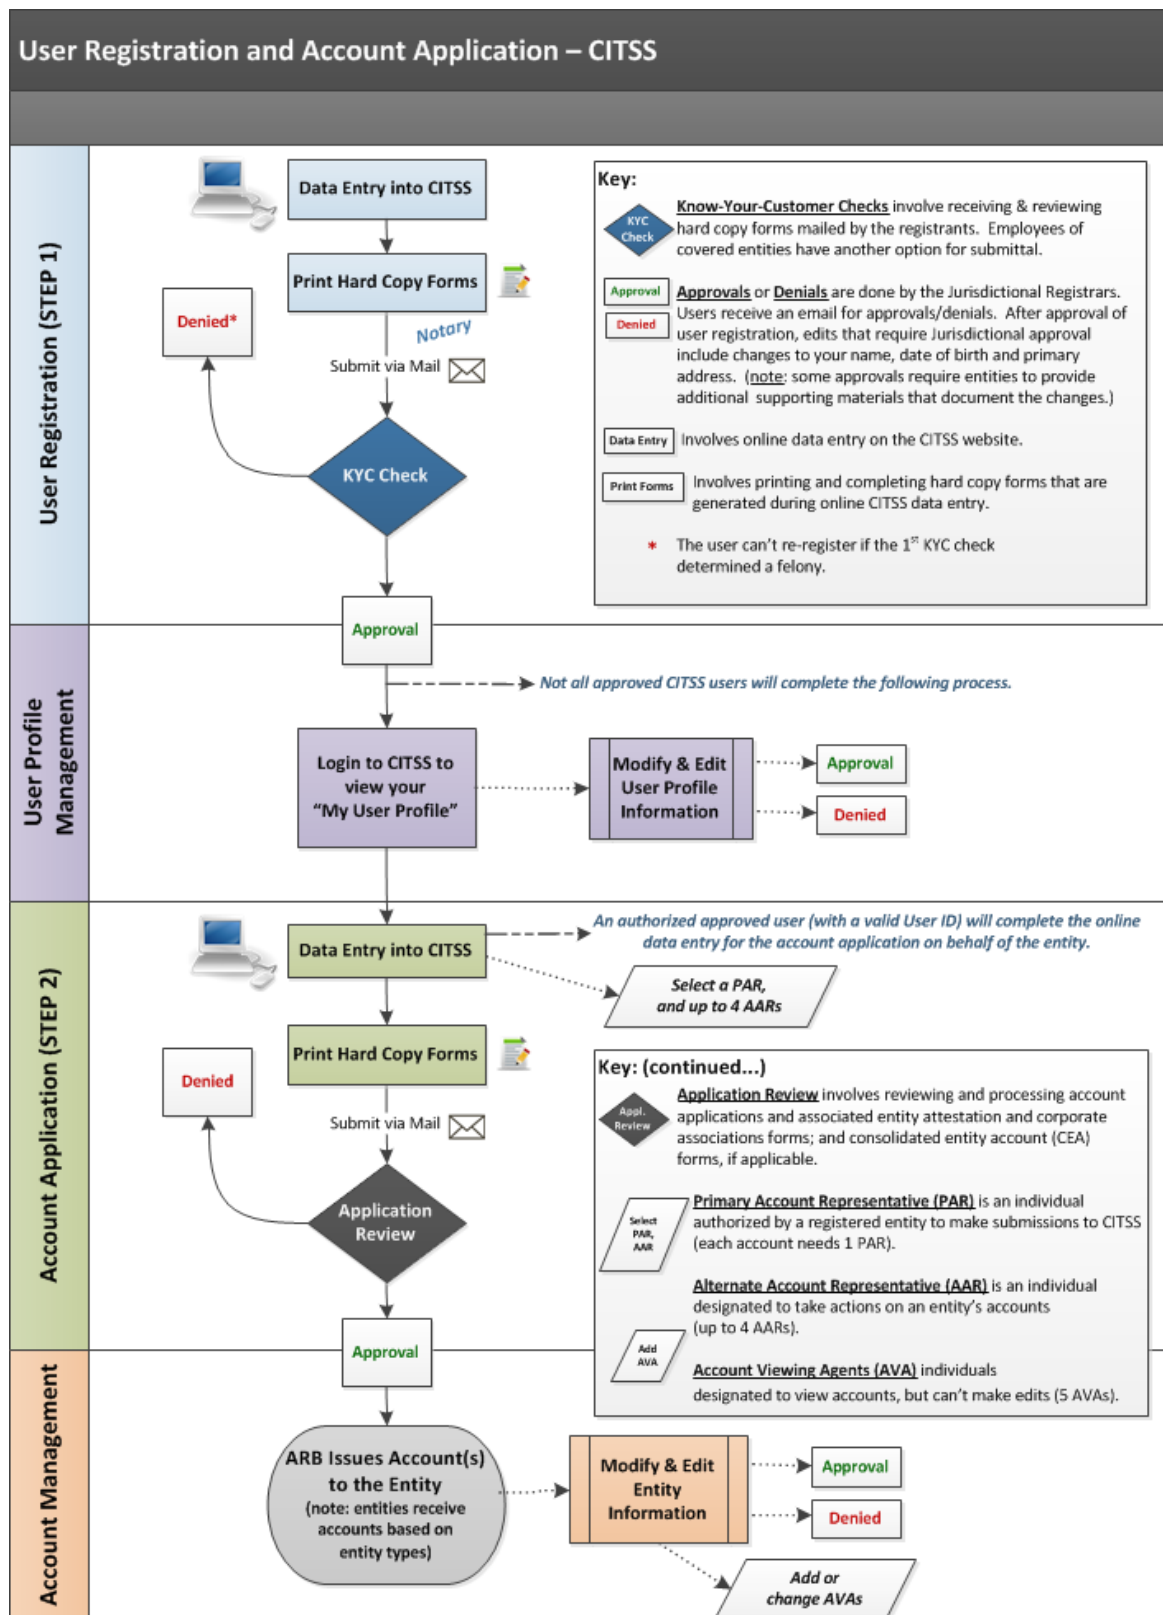 User Registration and Account Application – CITSS
User Registration (STEP 1)
Data Entry into CITSS
Print Hard Copy Forms
Notary
Submit via Mail
Denied*
KYC Check
Approval
Key:
KYC
Check
Know-Your-Customer Checks involve receiving & reviewing
hard copy forms mailed by the registrants. Employees of
covered entities have another option for submittal.
Approval
Denied
Approvals or Denials are done by the Jurisdictional Registrars.
Users receive an email for approvals/denials. After approval of
user registration, edits that require Jurisdictional approval
include changes to your name, date of birth and primary
address. (note: some approvals require entities to provide
additional supporting materials that document the changes.)
Data Entry
Involves online data entry on the CITSS website.
Print Forms
Involves printing and completing hard copy forms that are
generated during online CITSS data entry.
* The user can't re-register if the 1st KYC check
determined a felony.
User Profile
Management
Not all approved CITSS users will complete the following process.
Login to CITSS to
view your
"My User Profile"
Modify & Edit
User Profile
Information
Approval
Denied
Account Application (STEP 2)
Data Entry into CITSS
An authorized approved user (with a valid User ID) will complete the online
data entry for the account application on behalf of the entity.
Select a PAR,
and up to 4 AARs
Print Hard Copy Forms
Submit via Mail
Denied
Application
Review
Approval
Key: (continued...)
Appl.
Review
Application Review involves reviewing and processing account
applications and associated entity attestation and corporate
associations forms; and consolidated entity account (CEA)
forms, if applicable.
Select
PAR,
AAR
Primary Account Representative (PAR) is an individual
authorized by a registered entity to make submissions to CITSS
(each account needs 1 PAR).
Alternate Account Representative (AAR) is an individual
designated to take actions on an entity's accounts
(up to 4 AARs).
Add
AVA
Account Viewing Agents (AVA) individuals
designated to view accounts, but can't make edits (5 AVAs).
Account Management
ARB Issues Account(s)
to the Entity
(note: entities receive
accounts based on
entity types)
Modify & Edit
Entity
Information
Approval
Denied
Add or
change AVAs